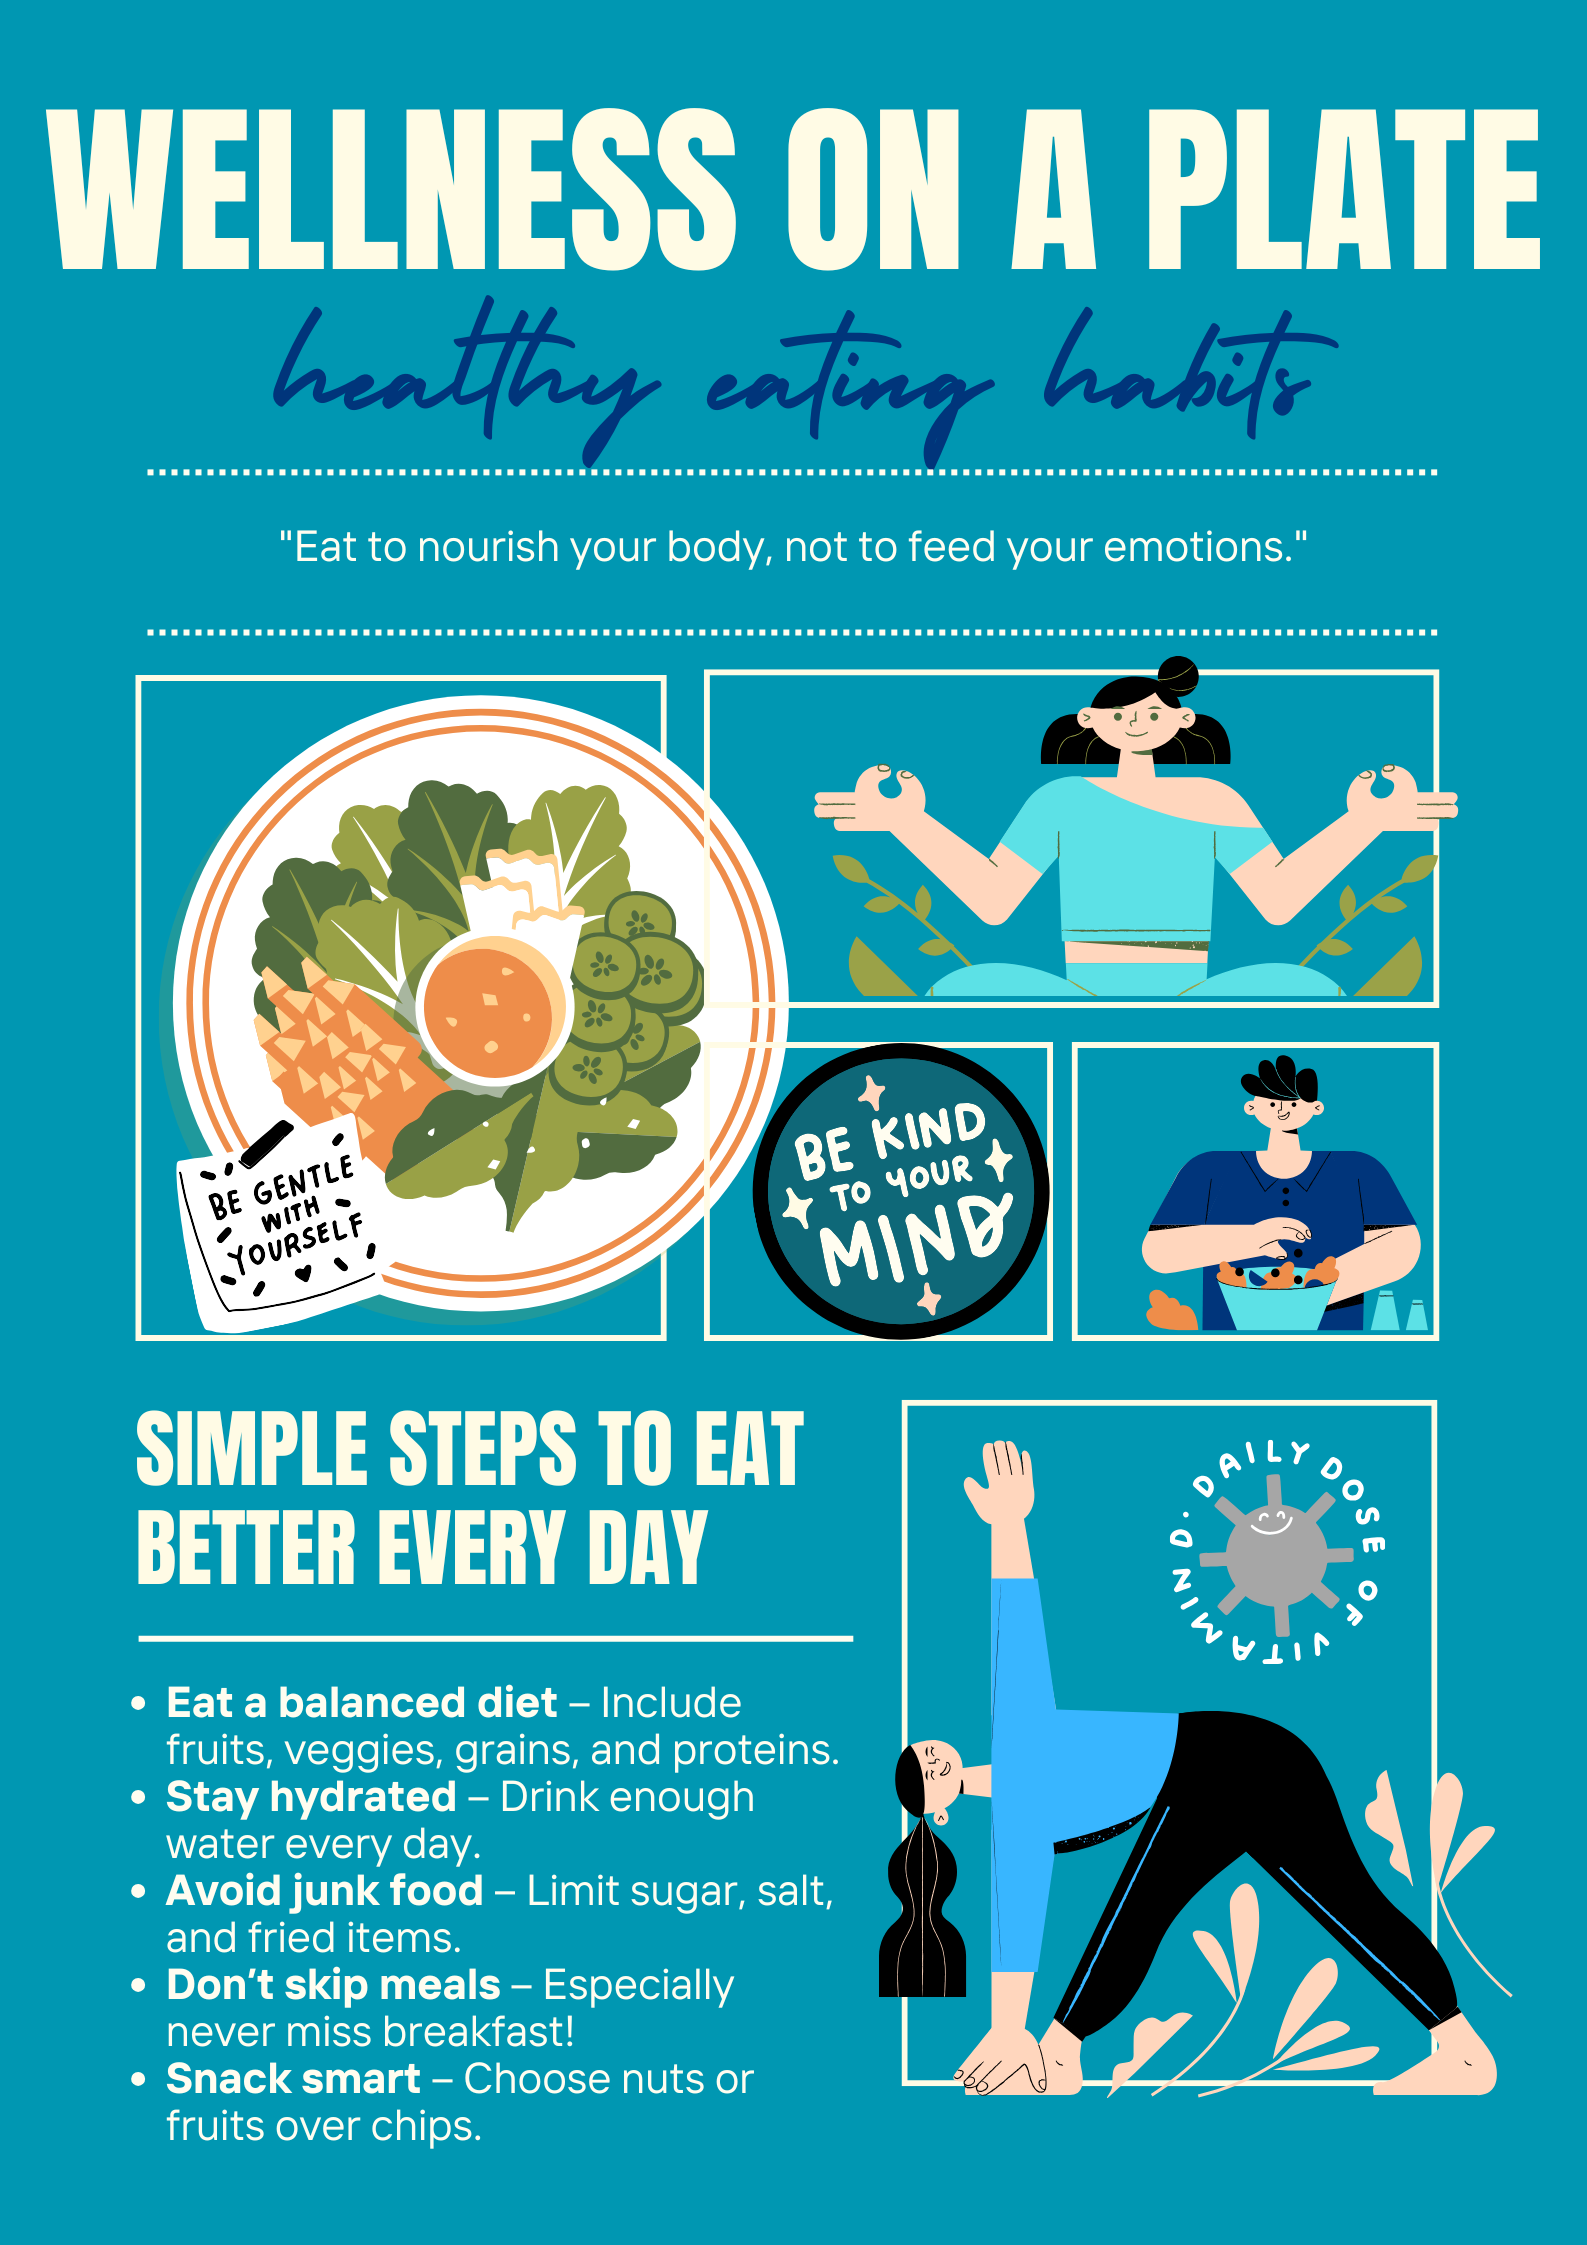 WELLNESS ON A PLATE
healthy eating habits
"Eat to nourish your body, not to feed your emotions."
BE GENTLE
WITH
YOURSELF
BE KIND
TO YOUR
MIND
SIMPLE STEPS TO EAT
BETTER EVERY DAY
• Eat a balanced diet – Include
fruits, veggies, grains, and proteins.
• Stay hydrated – Drink enough
water every day.
• Avoid junk food – Limit sugar, salt,
and fried items.
• Don’t skip meals – Especially
never miss breakfast!
• Snack smart – Choose nuts or
fruits over chips.
DAILY DOSE OF VITAMIN D ·